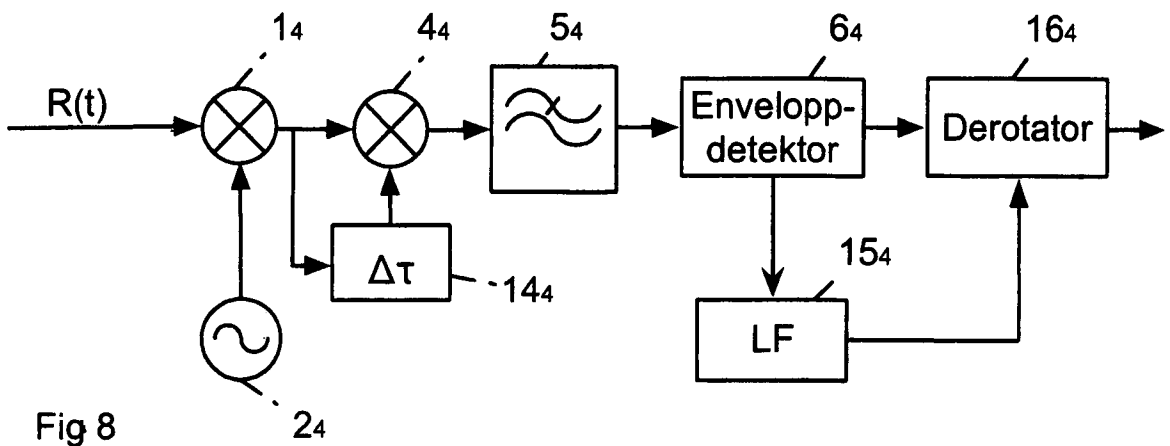 1₄
4₄
5₄
6₄
16₄
R(t)
Envelopp-
detektor
Derotator
Δτ
14₄
15₄
LF
2₄
Fig 8